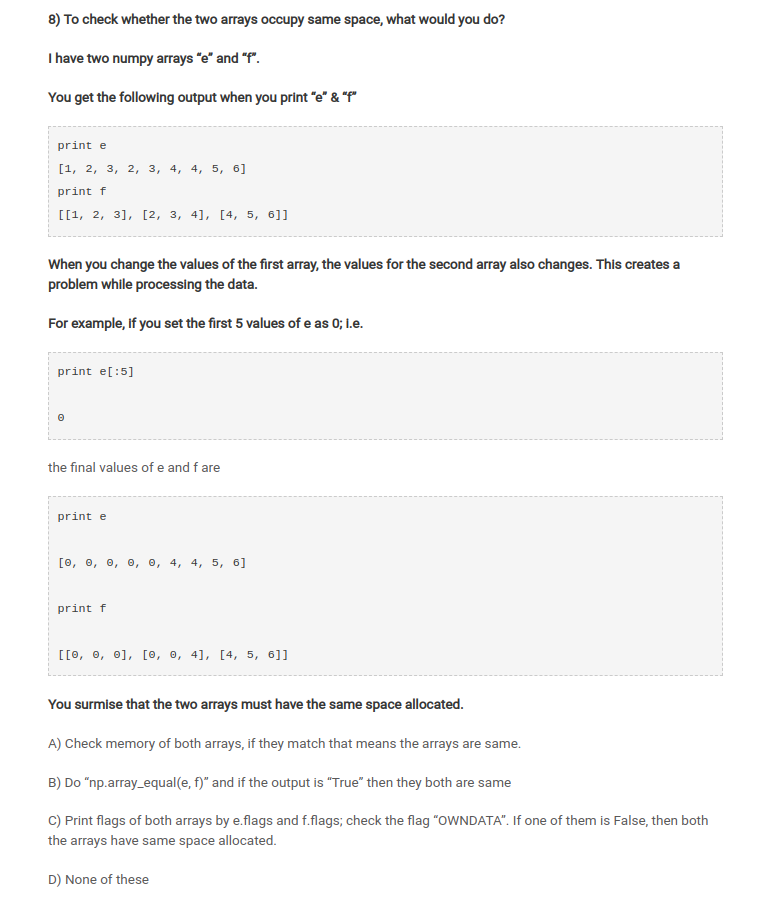 8) To check whether the two arrays occupy same space, what would you do?
I have two numpy arrays “e” and “f”.
You get the following output when you print “e” & “f”
print e
[1, 2, 3, 2, 3, 4, 4, 5, 6]
print f
[[1, 2, 3], [2, 3, 4], [4, 5, 6]]
When you change the values of the first array, the values for the second array also changes. This creates a
problem while processing the data.
For example, if you set the first 5 values of e as 0; i.e.
print e[:5]
0
the final values of e and f are
print e
[0, 0, 0, 0, 0, 4, 4, 5, 6]
print f
[[0, 0, 0], [0, 0, 4], [4, 5, 6]]
You surmise that the two arrays must have the same space allocated.
A) Check memory of both arrays, if they match that means the arrays are same.
B) Do “np.array_equal(e, f)” and if the output is “True” then they both are same
C) Print flags of both arrays by e.flags and f.flags; check the flag “OWNDATA”. If one of them is False, then both
the arrays have same space allocated.
D) None of these